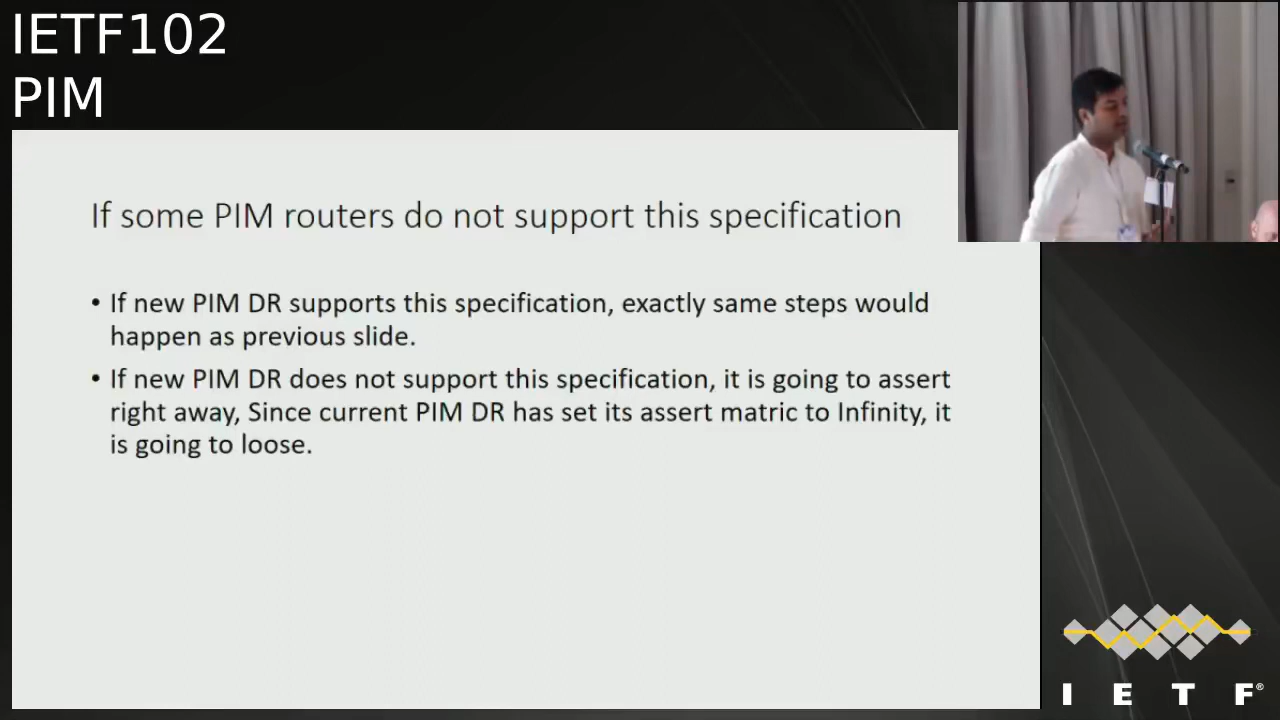 IETF102
PIM
If some PIM routers do not support this specification
• If new PIM DR supports this specification, exactly same steps would
happen as previous slide.
• If new PIM DR does not support this specification, it is going to assert
right away, Since current PIM DR has set its assert matric to Infinity, it
is going to loose.
I E T F®